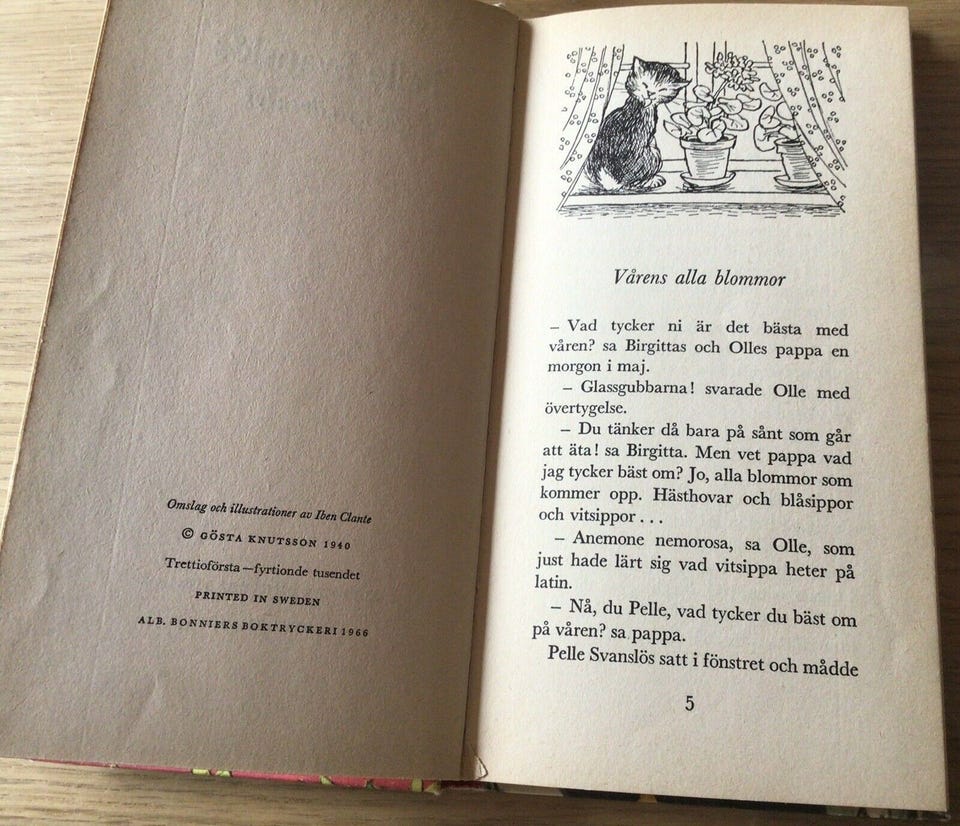 Omslag och illustrationer av Iben Clante
© GÖSTA KNUTSSON 1940
Trettioförsta—fyrtionde tusendet
PRINTED IN SWEDEN
ALB. BONNIERS BOKTRYCKERI 1966
Vårens alla blommor
– Vad tycker ni är det bästa med
våren? sa Birgittas och Olles pappa en
morgon i maj.
– Glassgubbarna! svarade Olle med
övertygelse.
– Du tänker då bara på sånt som går
att äta! sa Birgitta. Men vet pappa vad
jag tycker bäst om? Jo, alla blommor som
kommer opp. Hästhovar och blåsippor
och vitsippor . . .
– Anemone nemorosa, sa Olle, som
just hade lärt sig vad vitsippa heter på
latin.
– Nå, du Pelle, vad tycker du bäst om
på våren? sa pappa.
Pelle Svanslös satt i fönstret och mådde
5